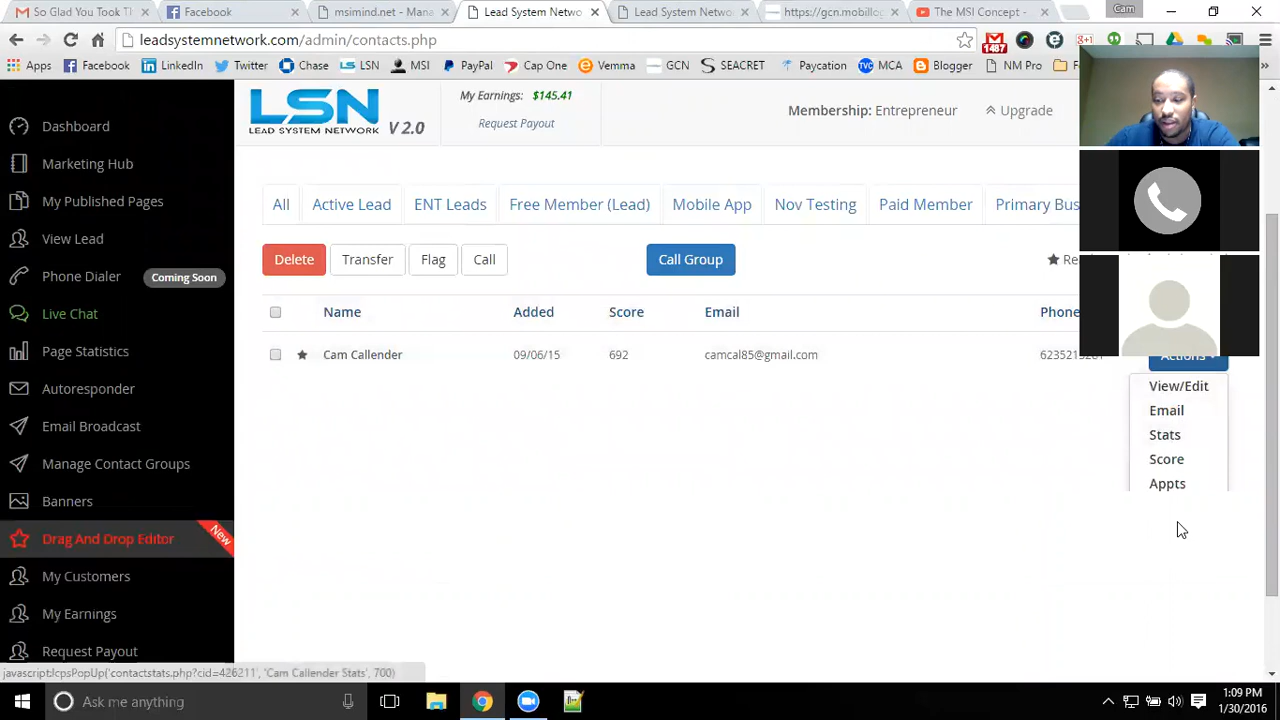 So Glad You Took Th
Facebook
msimind.net - Mana
Lead System Netwo
Lead System Networ
https://gcn.mobillog
The MSI Concept -
Cam
leadsystemnetwork.com/admin/contacts.php
1487
Apps
Facebook
LinkedIn
Twitter
Chase
LSN
MSI
PayPal
Cap One
Vemma
GCN
SEACRET
Paycation
TVC
MCA
Blogger
NM Pro
Dashboard
Marketing Hub
My Published Pages
View Lead
Phone Dialer
Coming Soon
Live Chat
Page Statistics
Autoresponder
Email Broadcast
Manage Contact Groups
Banners
Drag And Drop Editor
New
My Customers
My Earnings
Request Payout
LSN
LEAD SYSTEM NETWORK
V 2.0
My Earnings: $145.41
Request Payout
Membership: Entrepreneur
Upgrade
All
Active Lead
ENT Leads
Free Member (Lead)
Mobile App
Nov Testing
Paid Member
Primary Bus
Delete
Transfer
Flag
Call
Call Group
Name
Added
Score
Email
Phone
Cam Callender
09/06/15
692
camcal85@gmail.com
Actions
View/Edit
Email
Stats
Score
Appts
javascript:lcpsPopUp('contactstats.php?cid=426211', 'Cam Callender Stats', 700)
Ask me anything
1:09 PM
1/30/2016